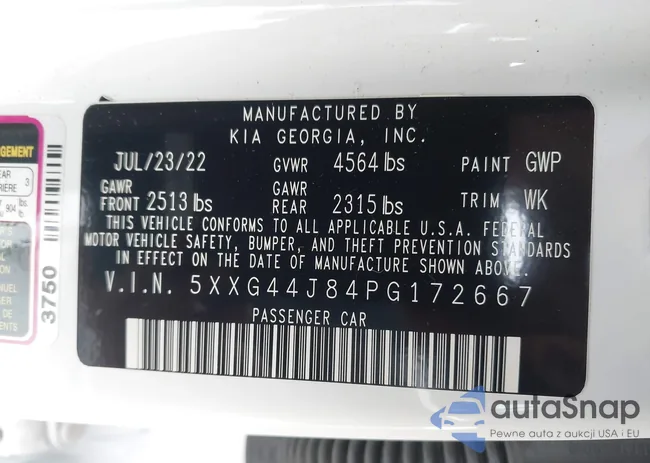 MANUFACTURED BY
KIA GEORGIA, INC.
JUL/23/22 GVWR 4564 lbs PAINT GWP
GAWR FRONT 2513 lbs GAWR REAR 2315 lbs TRIM WK
THIS VEHICLE CONFORMS TO ALL APPLICABLE U.S.A. FEDERAL
MOTOR VEHICLE SAFETY, BUMPER, AND THEFT PREVENTION STANDARDS
IN EFFECT ON THE DATE OF MANUFACTURE SHOWN ABOVE.
V.I.N. 5XXG44J84PG172667
PASSENGER CAR
3750
autaSnap
Pewne auta z aukcji USA i EU